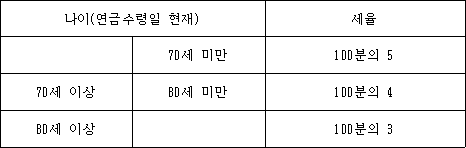 나이(연금수령일 현재) 세율
70세 미만 100분의 5
70세 이상 80세 미만 100분의 4
80세 이상 100분의 3